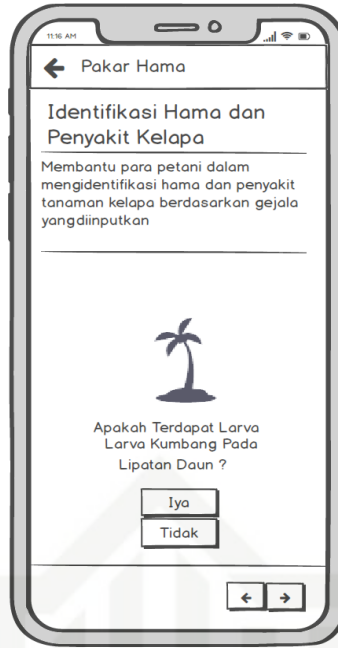 11:16 AM
Pakar Hama
Identifikasi Hama dan
Penyakit Kelapa
Membantu para petani dalam
mengidentifikasi hama dan penyakit
tanaman kelapa berdasarkan gejala
yangdiinputkan
Apakah Terdapat Larva
Larva Kumbang Pada
Lipatan Daun ?
Iya
Tidak